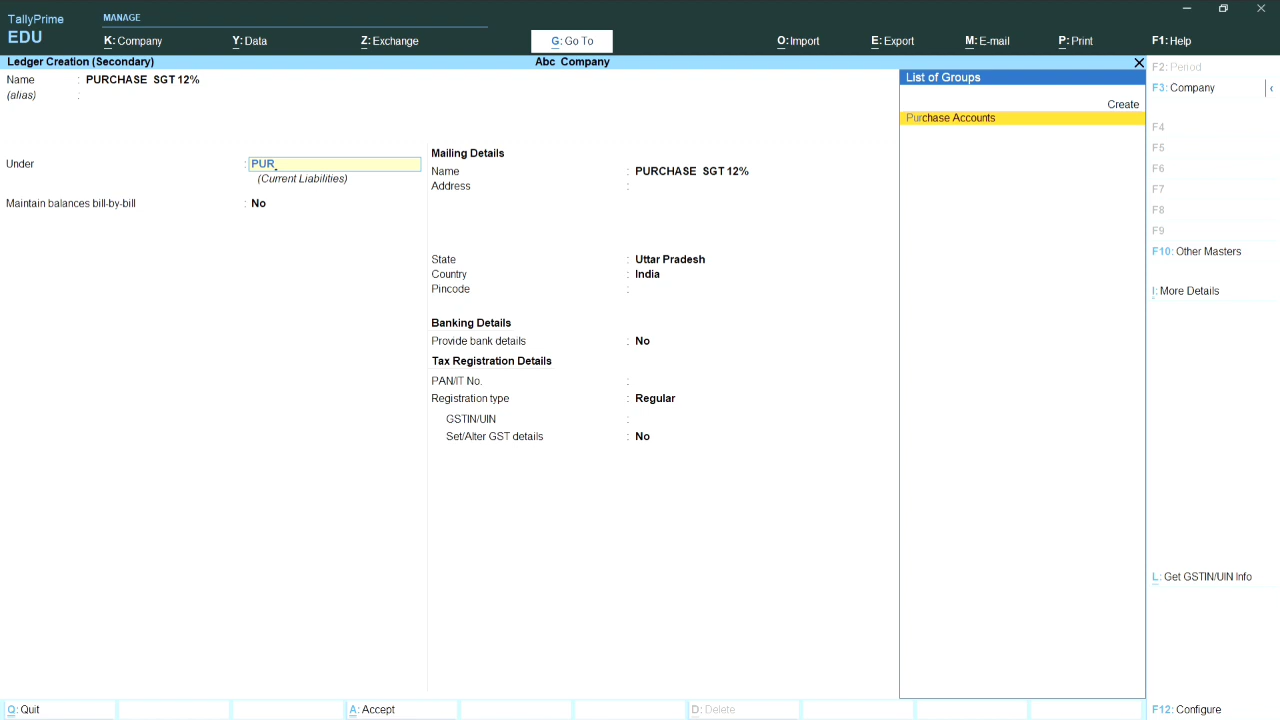 TallyPrime
EDU
MANAGE
K: Company
Y: Data
Z: Exchange
G: Go To
O: Import
E: Export
M: E-mail
P: Print
F1: Help
Ledger Creation (Secondary)
Abc Company
Name : PURCHASE SGT 12%
(alias) :
Under : PUR
(Current Liabilities)
Maintain balances bill-by-bill : No
Mailing Details
Name : PURCHASE SGT 12%
Address :
State : Uttar Pradesh
Country : India
Pincode :
Banking Details
Provide bank details : No
Tax Registration Details
PAN/IT No. :
Registration type : Regular
GSTIN/UIN :
Set/Alter GST details : No
List of Groups
Create
Purchase Accounts
F2: Period
F3: Company
F4
F5
F6
F7
F8
F9
F10: Other Masters
I: More Details
L: Get GSTIN/UIN Info
F12: Configure
Q: Quit
A: Accept
D: Delete